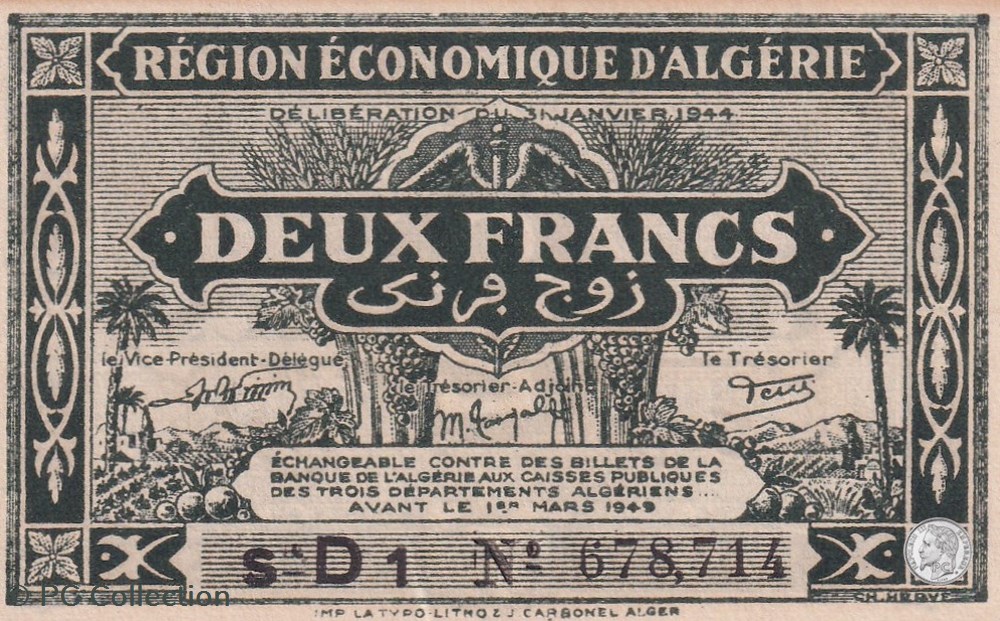 RÉGION ÉCONOMIQUE D'ALGÉRIE
DÉLIBÉRATION DU 31 JANVIER 1944
DEUX FRANCS
زوج فرنك
le Vice-Président-Délégué
le Trésorier-Adjoint
le Trésorier
ÉCHANGEABLE CONTRE DES BILLETS DE LA
BANQUE DE L'ALGÉRIE AUX CAISSES PUBLIQUES
DES TROIS DÉPARTEMENTS ALGÉRIENS....
AVANT LE 1ER MARS 1949
Sie D1 No 678,714
CH. HERVÉ
© PG Collection
IMP LA TYPO-LITHO & J CARBONEL ALGER